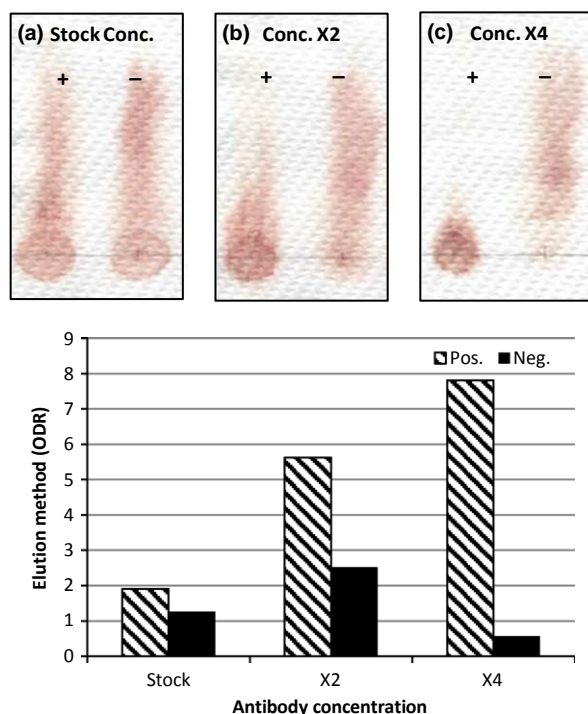 (a) Stock Conc.
+ −
(b) Conc. X2
+ −
(c) Conc. X4
+ −
9
8
7
6
5
4
3
2
1
0
Elution method (ODR)
Pos. Neg.
Stock X2 X4
Antibody concentration